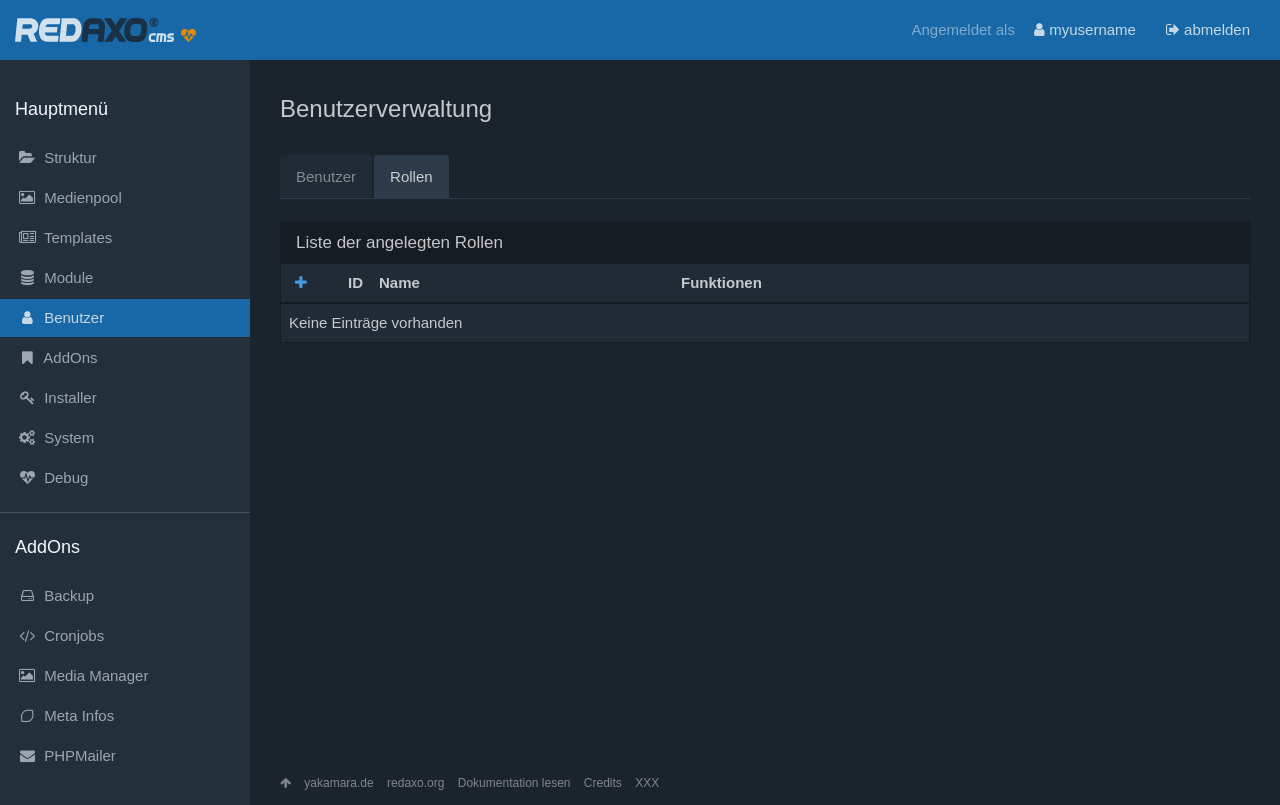 REDAXO® cms
Angemeldet als myusername abmelden
Hauptmenü
Struktur
Medienpool
Templates
Module
Benutzer
AddOns
Installer
System
Debug
AddOns
Backup
Cronjobs
Media Manager
Meta Infos
PHPMailer
Benutzerverwaltung
Benutzer Rollen
Liste der angelegten Rollen
ID Name Funktionen
Keine Einträge vorhanden
yakamara.de redaxo.org Dokumentation lesen Credits XXX